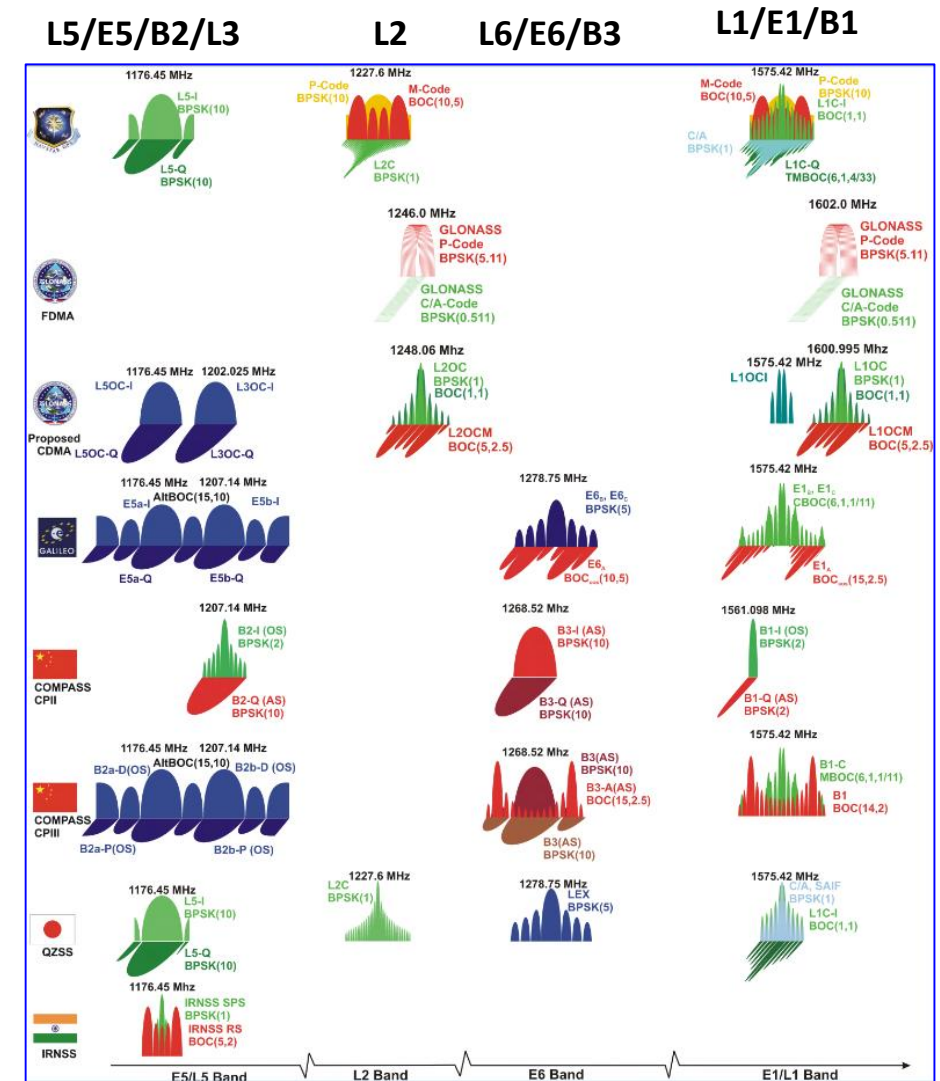 L5/E5/B2/L3
L2
L6/E6/B3
L1/E1/B1
1176.45 MHz
L5-I
BPSK(10)
L5-Q
BPSK(10)
1227.6 MHz
P-Code
BPSK(10)
M-Code
BOC(10,5)
L2C
BPSK(1)
1575.42 MHz
M-Code
BOC(10,5)
P-Code
BPSK(10)
L1C-I
BOC(1,1)
C/A
BPSK(1)
L1C-Q
TMBOC(6,1,4/33)
GLONASS
FDMA
1246.0 MHz
GLONASS
P-Code
BPSK(5.11)
GLONASS
C/A-Code
BPSK(0.511)
1602.0 MHz
GLONASS
P-Code
BPSK(5.11)
GLONASS
C/A-Code
BPSK(0.511)
GLONASS
Proposed
CDMA
1176.45 MHz
1202.025 MHz
L5OC-I
L3OC-I
L5OC-Q
L3OC-Q
1248.06 Mhz
L2OC
BPSK(1)
BOC(1,1)
L2OCM
BOC(5,2.5)
1575.42 MHz
L1OCI
1600.995 Mhz
L1OC
BPSK(1)
BOC(1,1)
L1OCM
BOC(5,2.5)
GALILEO
1176.45 MHz
1207.14 MHz
AltBOC(15,10)
E5a-I
E5b-I
E5a-Q
E5b-Q
1278.75 MHz
E6B, E6C
BPSK(5)
E6A
BOCcos(10,5)
1575.42 MHz
E1B, E1C
CBOC(6,1,1/11)
E1A
BOCcos(15,2.5)
COMPASS
CPII
1207.14 MHz
B2-I (OS)
BPSK(2)
B2-Q (AS)
BPSK(10)
1268.52 Mhz
B3-I (AS)
BPSK(10)
B3-Q (AS)
BPSK(10)
1561.098 MHz
B1-I (OS)
BPSK(2)
B1-Q (AS)
BPSK(2)
COMPASS
CPIII
1176.45 MHz
1207.14 MHz
AltBOC(15,10)
B2a-D(OS)
B2b-D (OS)
B2a-P(OS)
B2b-P (OS)
1268.52 Mhz
B3(AS)
BPSK(10)
B3-A(AS)
BOC(15,2.5)
B3(AS)
BPSK(10)
1575.42 MHz
B1-C
MBOC(6,1,1/11)
B1
BOC(14,2)
QZSS
1176.45 MHz
L5-I
BPSK(10)
L5-Q
BPSK(10)
1227.6 MHz
L2C
BPSK(1)
1278.75 MHz
LEX
BPSK(5)
1575.42 MHz
C/A, SAIF
BPSK(1)
L1C-I
BOC(1,1)
IRNSS
1176.45 MHz
IRNSS SPS
BPSK(1)
IRNSS RS
BOC(5,2)
E5/L5 Band
L2 Band
E6 Band
E1/L1 Band